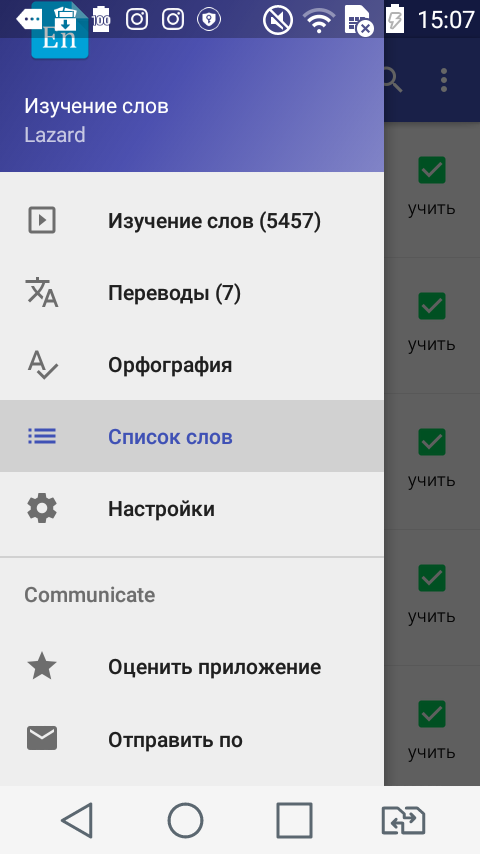 100
15:07
En
Изучение слов
Lazard
Изучение слов (5457)
учить
Переводы (7)
учить
Орфография
Список слов
учить
Настройки
Communicate
учить
Оценить приложение
Отправить по
учить